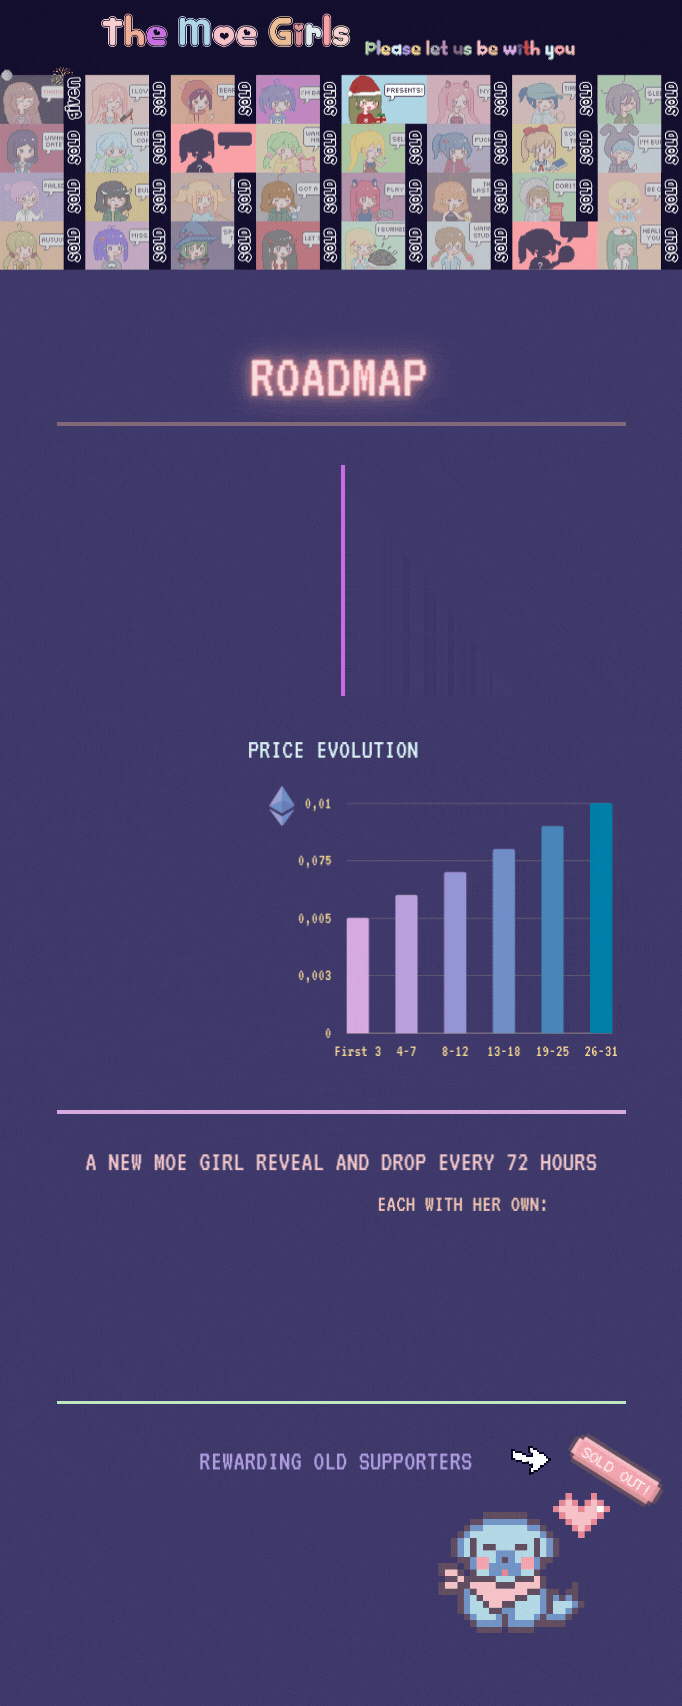 The Moe Girls
Please let us be with you
given SOLD SOLD SOLD PRESENTS! SOLD SOLD SOLD
SOLD SOLD SOLD SOLD SOLD SOLD SOLD
SOLD SOLD SOLD SOLD SOLD SOLD SOLD SOLD
SOLD SOLD SOLD SOLD SOLD SOLD SOLD
ROADMAP
PRICE EVOLUTION
0,01
0,075
0,005
0,003
0
First 3 4-7 8-12 13-18 19-25 26-31
A NEW MOE GIRL REVEAL AND DROP EVERY 72 HOURS
EACH WITH HER OWN:
REWARDING OLD SUPPORTERS
SOLD OUT!